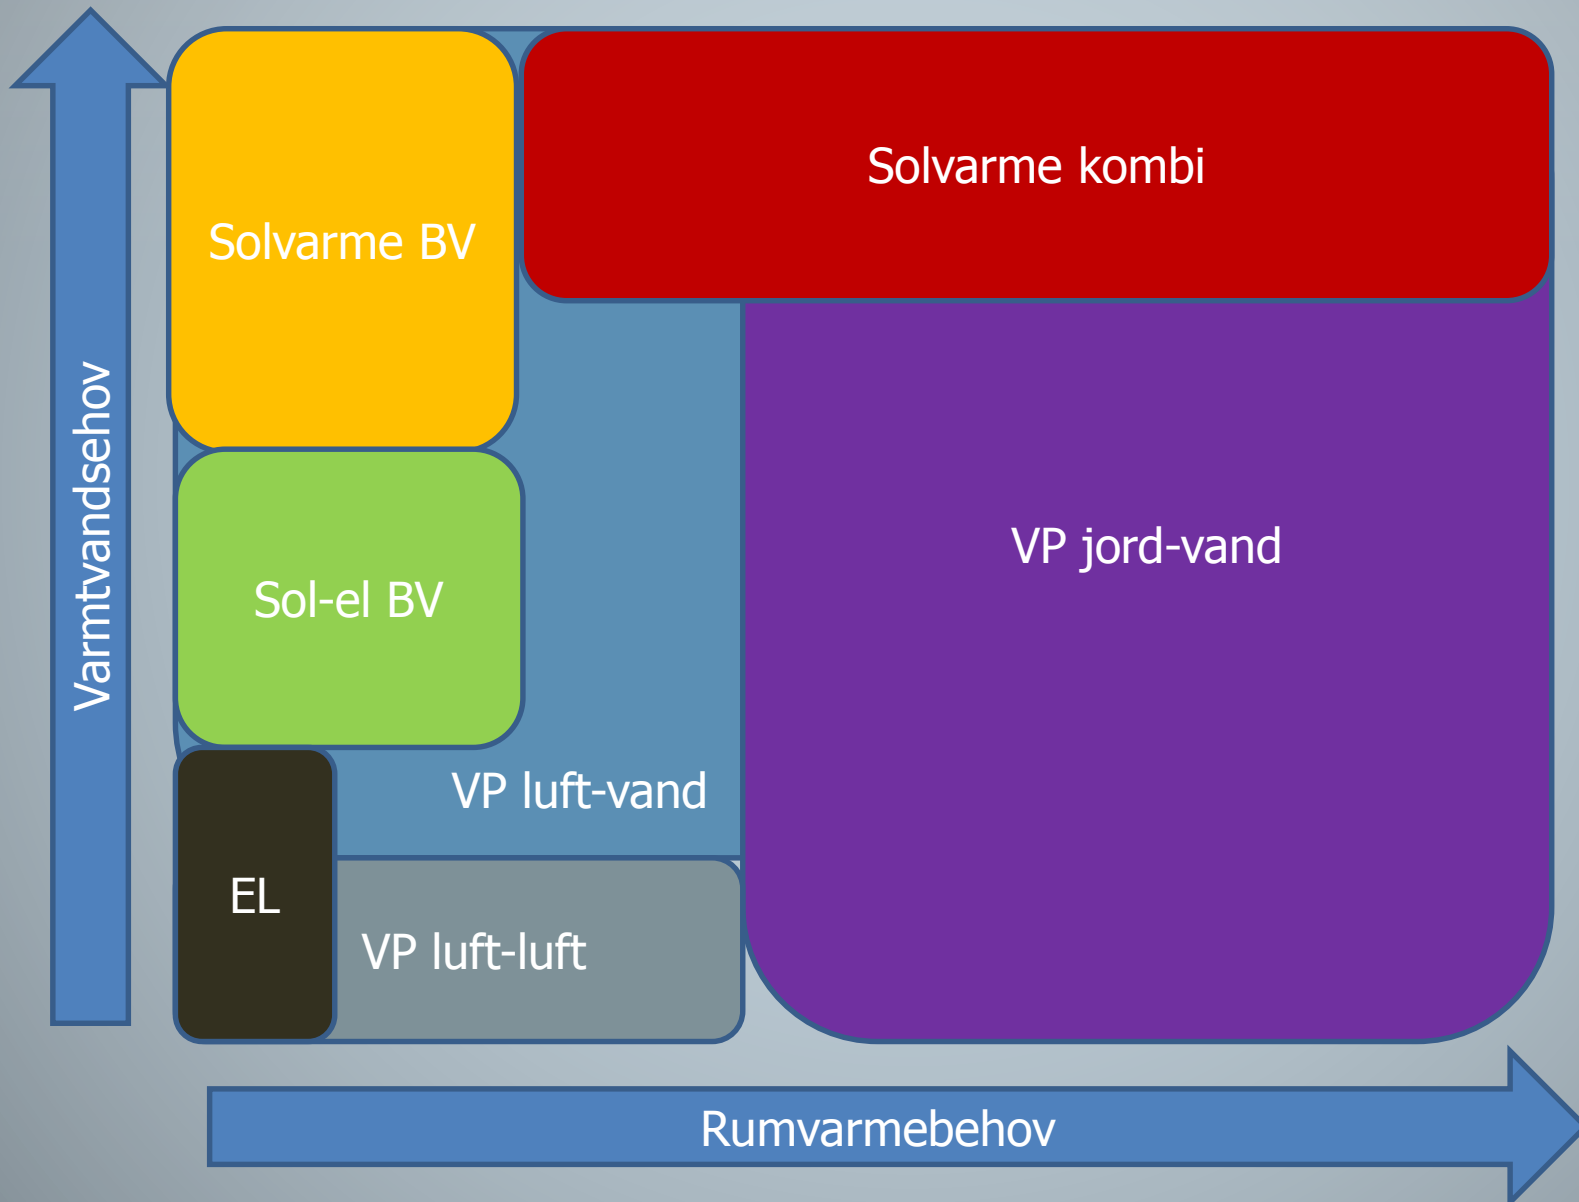 Solvarme kombi
Solvarme BV
Varmtvandsehov
VP jord-vand
Sol-el BV
VP luft-vand
EL
VP luft-luft
Rumvarmebehov